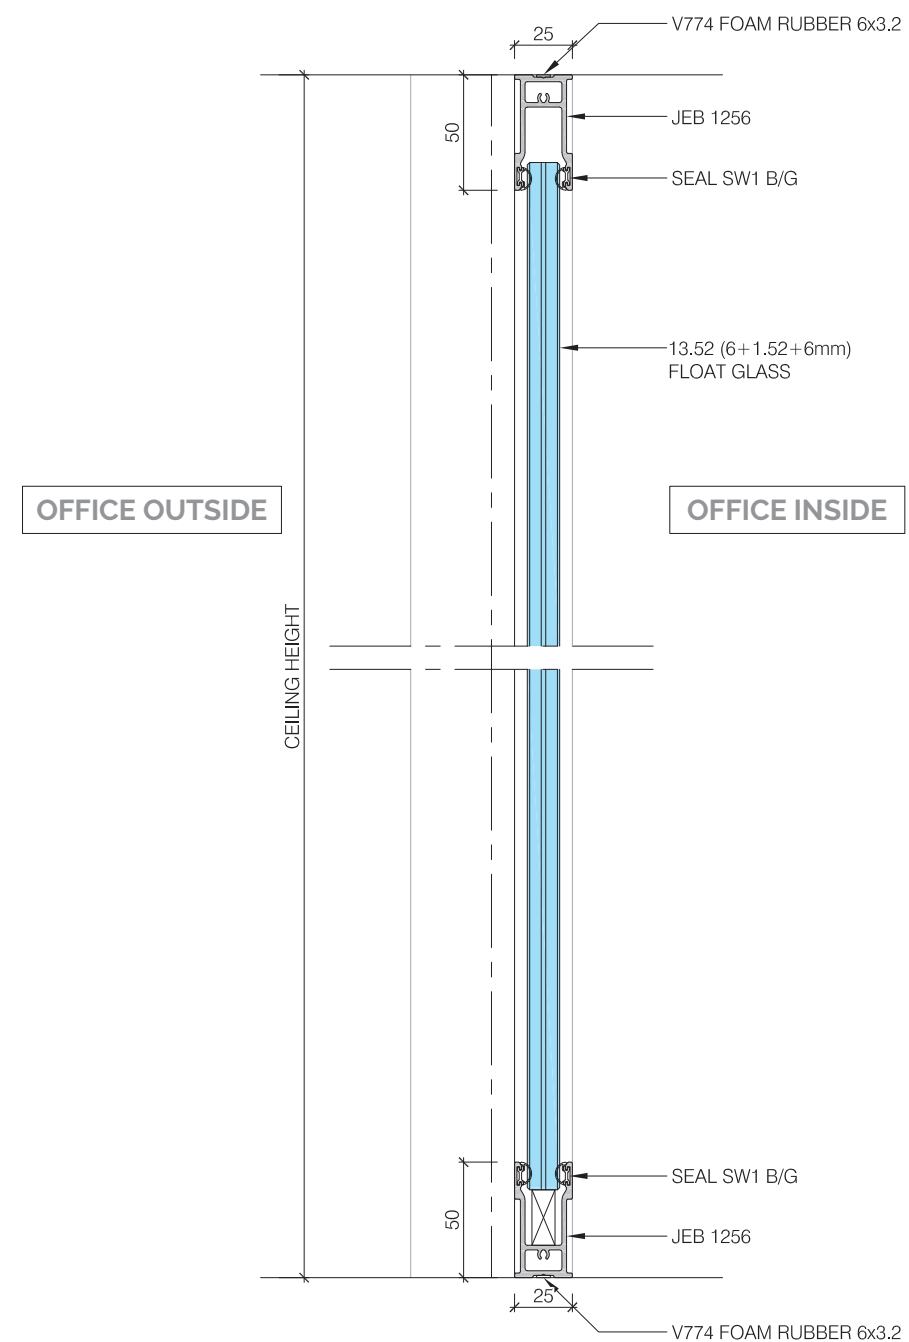 V774 FOAM RUBBER 6x3.2
25
JEB 1256
50
SEAL SW1 B/G
13.52 (6+1.52+6mm)
FLOAT GLASS
OFFICE OUTSIDE
OFFICE INSIDE
CEILING HEIGHT
SEAL SW1 B/G
50
JEB 1256
25
V774 FOAM RUBBER 6x3.2